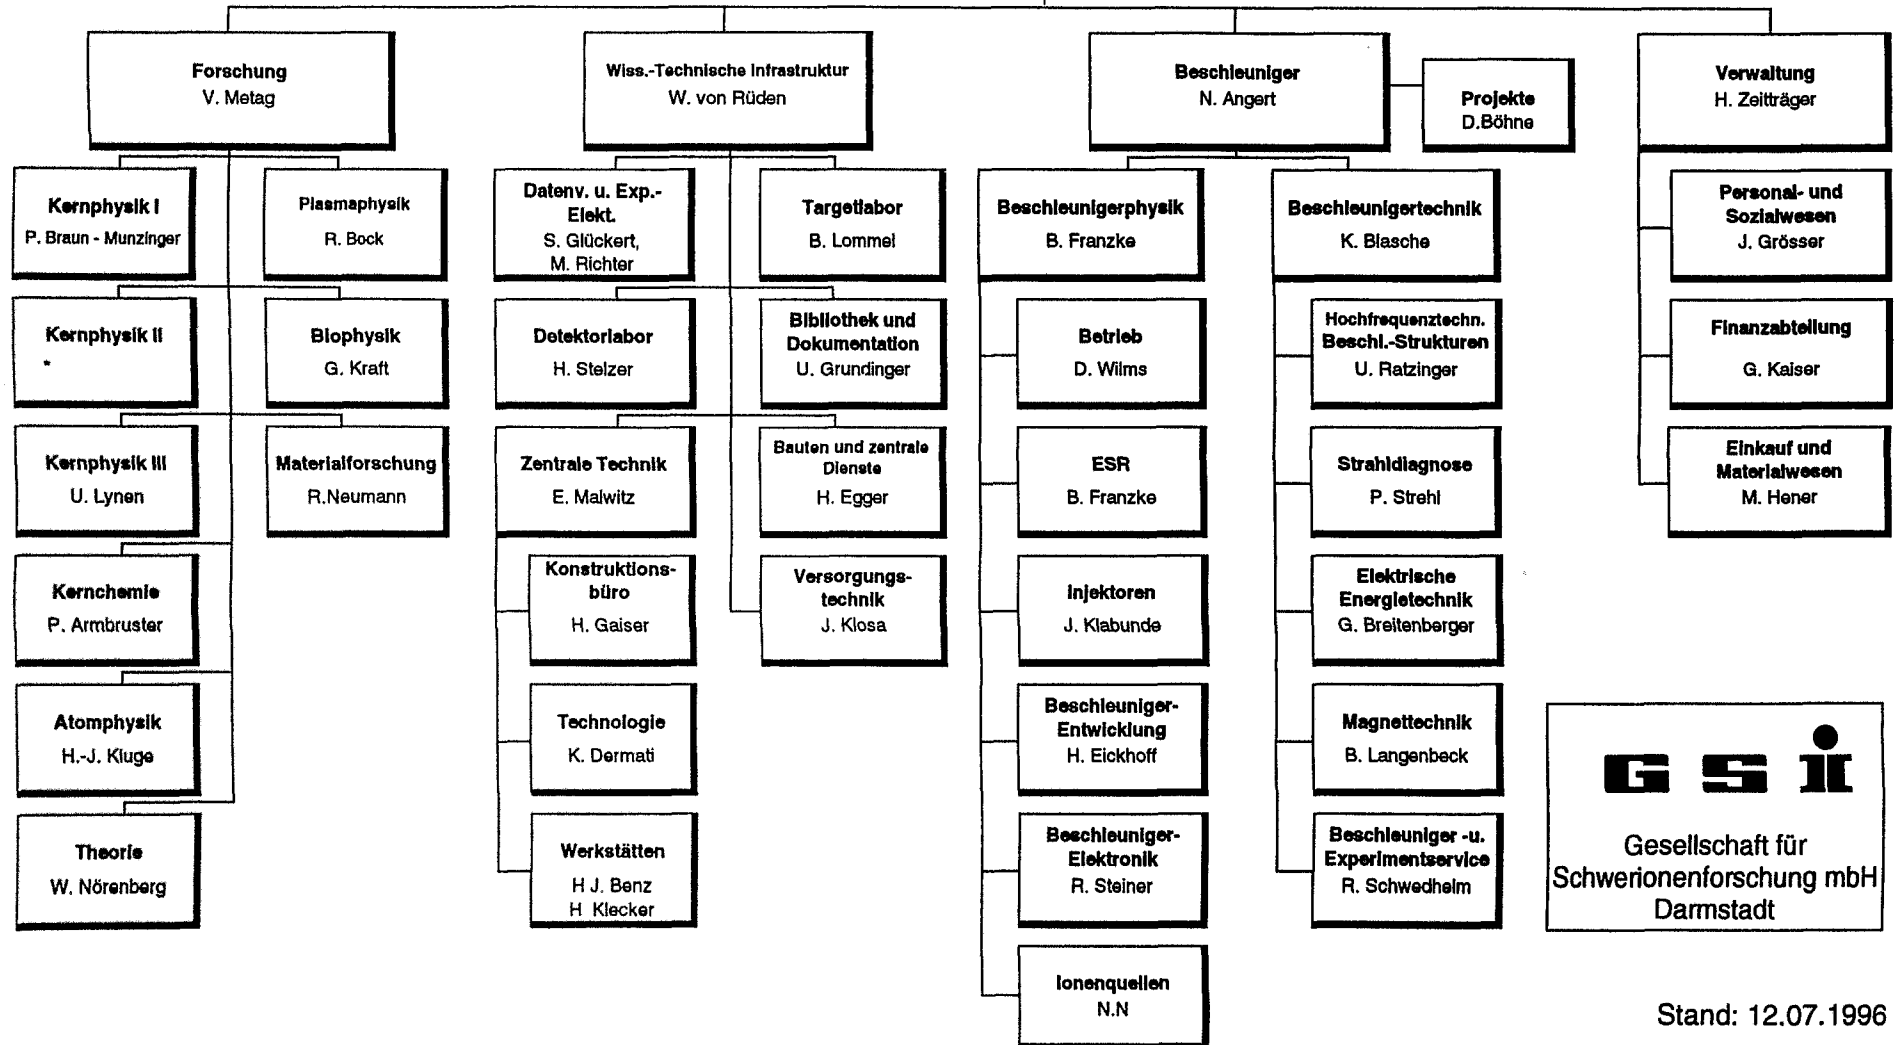 Forschung
V. Metag
Wiss.-Technische Infrastruktur
W. von Rüden
Beschleuniger
N. Angert
Projekte
D.Böhne
Verwaltung
H. Zeitträger
Kernphysik I
P. Braun - Munzinger
Plasmaphysik
R. Bock
Kernphysik II
*
Biophysik
G. Kraft
Kernphysik III
U. Lynen
Materialforschung
R.Neumann
Kernchemie
P. Armbruster
Atomphysik
H.-J. Kluge
Theorie
W. Nörenberg
Datenv. u. Exp.-
Elekt.
S. Glückert,
M. Richter
Targetlabor
B. Lommel
Detektorlabor
H. Stelzer
Bibliothek und
Dokumentation
U. Grundinger
Zentrale Technik
E. Malwitz
Bauten und zentrale
Dienste
H. Egger
Konstruktions-
büro
H. Gaiser
Versorgungs-
technik
J. Klosa
Technologie
K. Dermati
Werkstätten
H J. Benz
H Klecker
Beschleunigerphysik
B. Franzke
Betrieb
D. Wilms
ESR
B. Franzke
Injektoren
J. Klabunde
Beschleuniger-
Entwicklung
H. Eickhoff
Beschleuniger-
Elektronik
R. Steiner
Ionenquellen
N.N
Beschleunigertechnik
K. Blasche
Hochfrequenztechn.
Beschl.-Strukturen
U. Ratzinger
Strahldiagnose
P. Strehl
Elektrische
Energietechnik
G. Breitenberger
Magnettechnik
B. Langenbeck
Beschleuniger -u.
Experimentservice
R. Schwedhelm
Personal- und
Sozialwesen
J. Grösser
Finanzabteilung
G. Kaiser
Einkauf und
Materialwesen
M. Hener
GSi
Gesellschaft für
Schwerionenforschung mbH
Darmstadt
Stand: 12.07.1996